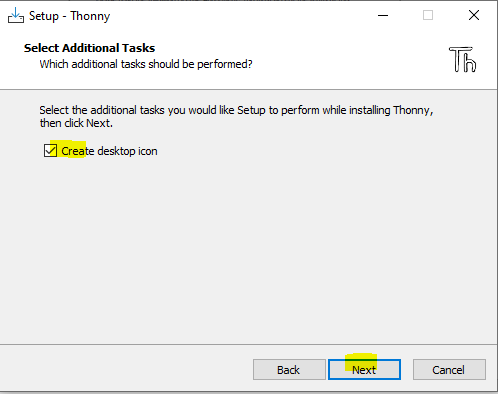 Setup - Thonny
Select Additional Tasks
Which additional tasks should be performed?
Th
Select the additional tasks you would like Setup to perform while installing Thonny,
then click Next.
Create desktop icon
Back
Next
Cancel